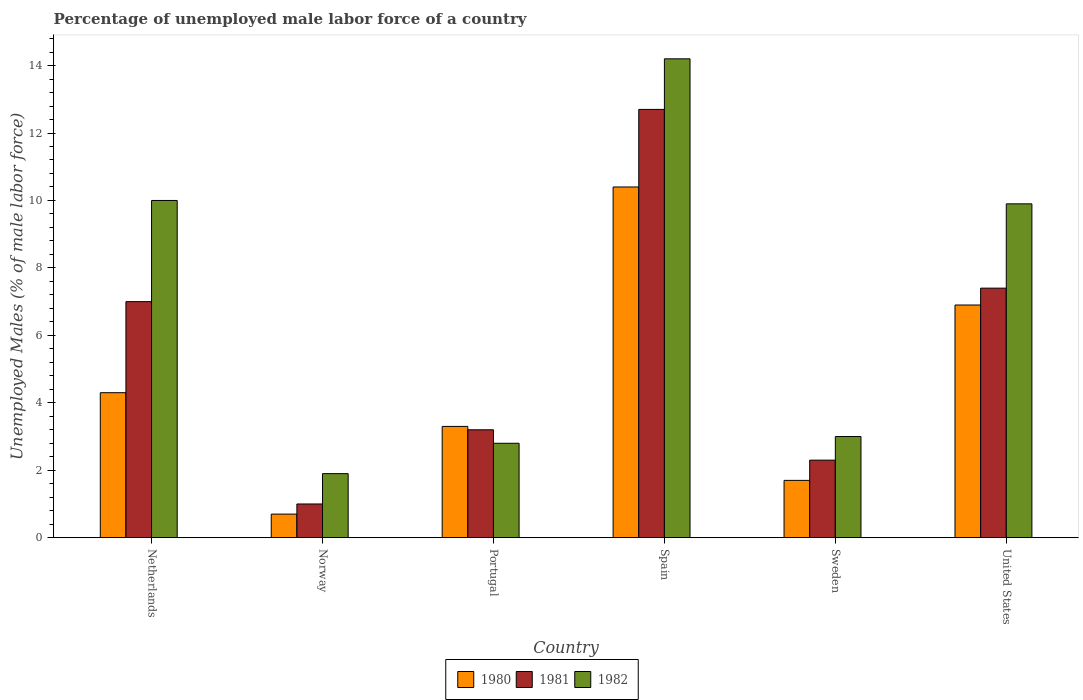 Percentage of unemployed male labor force of a country
Unemployed Males (% of male labor force)
14
12
10
8
6
4
2
0
Netherlands
Norway
Portugal
Spain
Sweden
United States
Country
1980
1981
1982